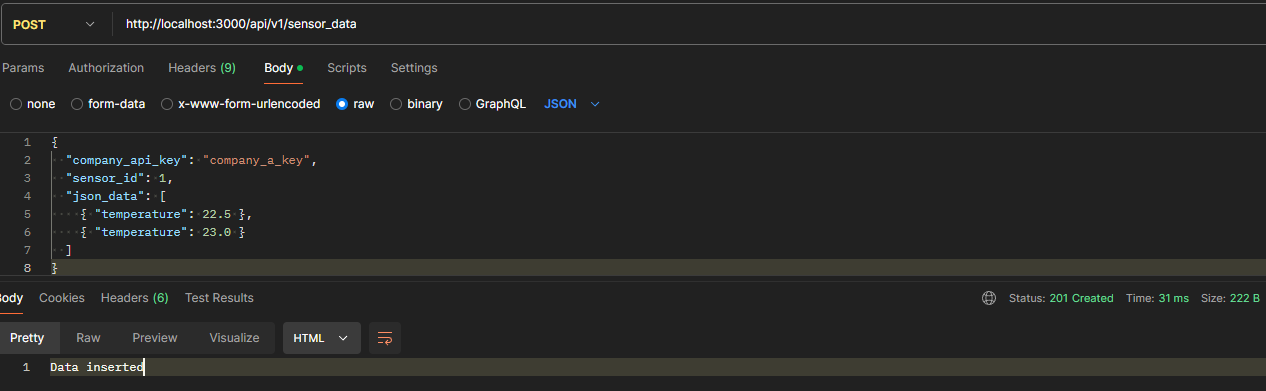 POST http://localhost:3000/api/v1/sensor_data
Params Authorization Headers (9) Body Scripts Settings
none form-data x-www-form-urlencoded raw binary GraphQL JSON
1 {
2 "company_api_key": "company_a_key",
3 "sensor_id": 1,
4 "json_data": [
5 { "temperature": 22.5 },
6 { "temperature": 23.0 }
7 ]
8 }
Body Cookies Headers (6) Test Results Status: 201 Created Time: 31 ms Size: 222 B
Pretty Raw Preview Visualize HTML
1 Data inserted